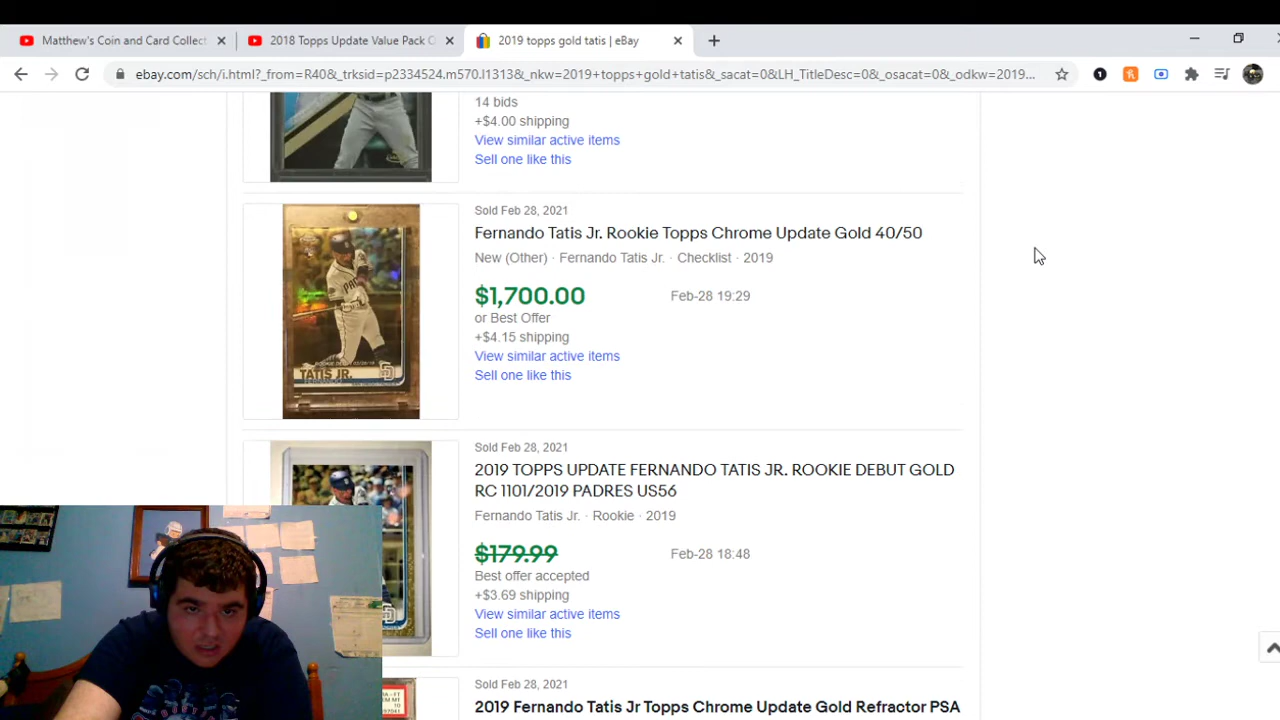 Matthew's Coin and Card Collect
2018 Topps Update Value Pack O
2019 topps gold tatis | eBay
ebay.com/sch/i.html?_from=R40&_trksid=p2334524.m570.l1313&_nkw=2019+topps+gold+tatis&_sacat=0&LH_TitleDesc=0&_osacat=0&_odkw=2019...
14 bids
+$4.00 shipping
View similar active items
Sell one like this
Sold Feb 28, 2021
Fernando Tatis Jr. Rookie Topps Chrome Update Gold 40/50
New (Other) · Fernando Tatis Jr. · Checklist · 2019
$1,700.00
Feb-28 19:29
or Best Offer
+$4.15 shipping
View similar active items
Sell one like this
TATIS JR.
Sold Feb 28, 2021
2019 TOPPS UPDATE FERNANDO TATIS JR. ROOKIE DEBUT GOLD
RC 1101/2019 PADRES US56
Fernando Tatis Jr. · Rookie · 2019
$179.99
Feb-28 18:48
Best offer accepted
+$3.69 shipping
View similar active items
Sell one like this
Sold Feb 28, 2021
2019 Fernando Tatis Jr Topps Chrome Update Gold Refractor PSA